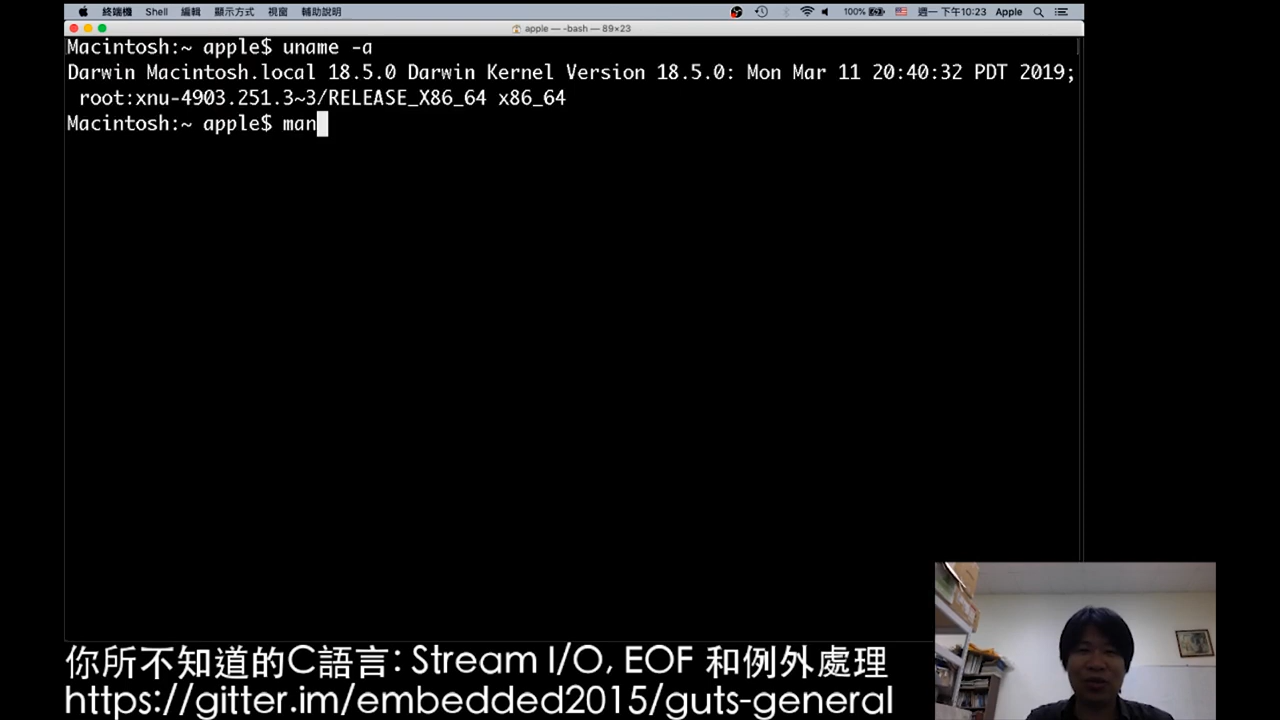 終端機 Shell 編輯 顯示方式 視窗 輔助說明 100% 週一 下午10:23 Apple
apple — -bash — 89×23
Macintosh:~ apple$ uname -a
Darwin Macintosh.local 18.5.0 Darwin Kernel Version 18.5.0: Mon Mar 11 20:40:32 PDT 2019;
root:xnu-4903.251.3~3/RELEASE_X86_64 x86_64
Macintosh:~ apple$ man
你所不知道的C語言: Stream I/O, EOF 和例外處理
https://gitter.im/embedded2015/guts-general